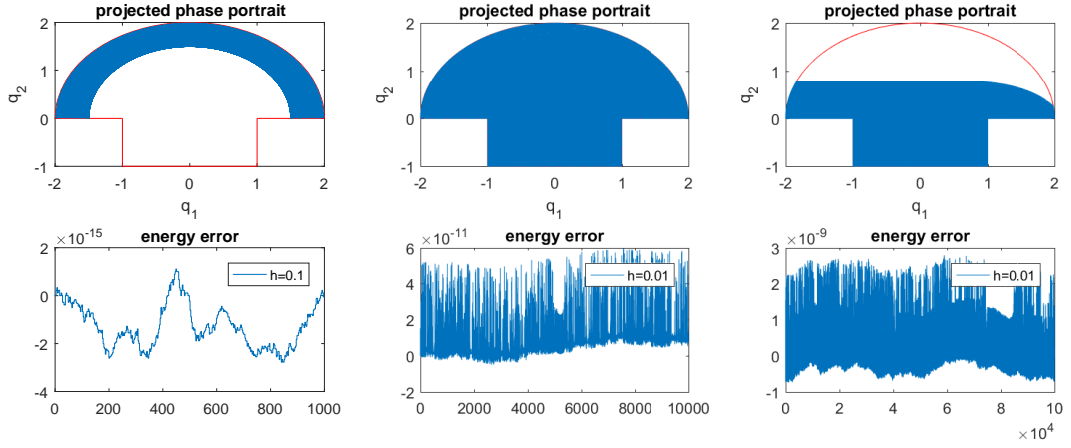 projected phase portrait
projected phase portrait
projected phase portrait
2
1
0
-1
q2
-2 -1 0 1 2
q1
2
1
0
-1
q2
-2 -1 0 1 2
q1
2
1
0
-1
q2
-2 -1 0 1 2
q1
×10-15
energy error
2
0
-2
-4
h=0.1
0 200 400 600 800 1000
×10-11
energy error
6
4
2
0
-2
h=0.01
0 2000 4000 6000 8000 10000
×10-9
energy error
3
2
1
0
-1
h=0.01
0 2 4 6 8 10
×104